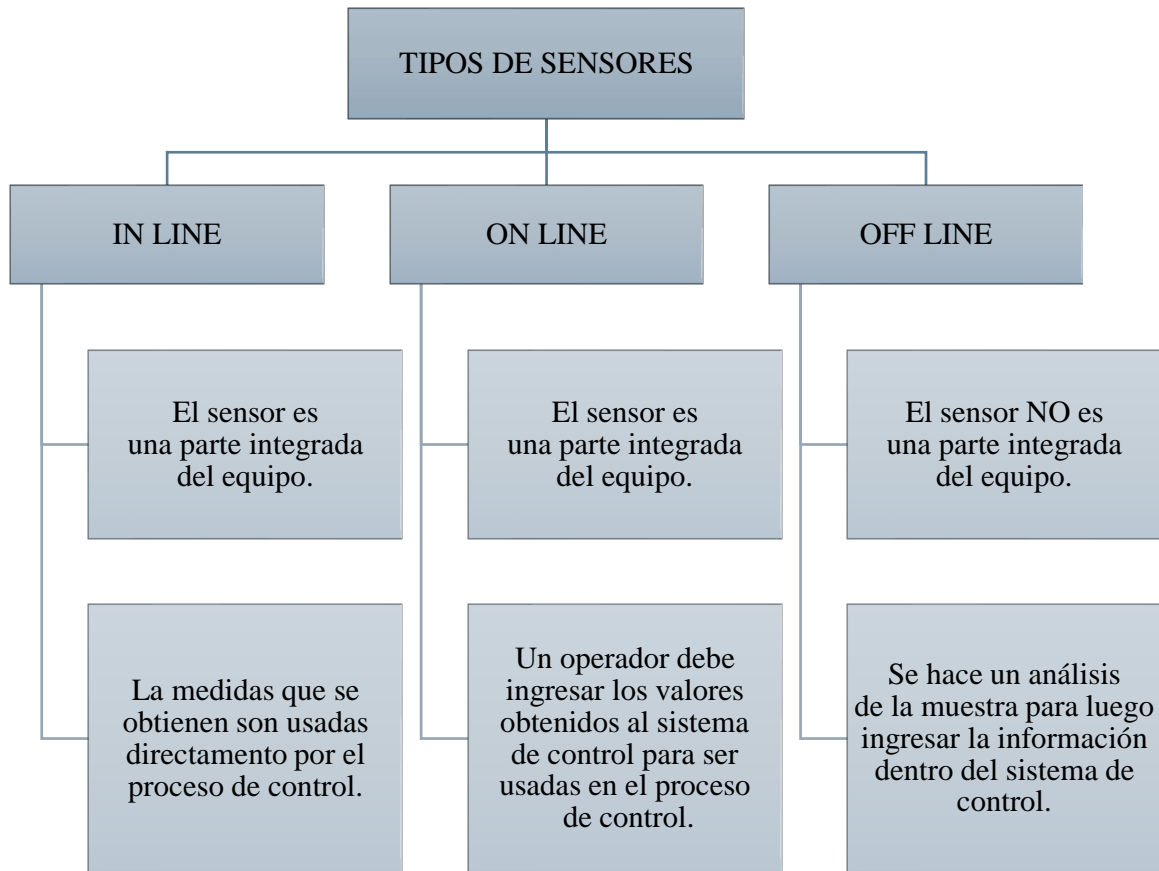 TIPOS DE SENSORES
IN LINE
El sensor es
una parte integrada
del equipo.
La medidas que se
obtienen son usadas
directamento por el
proceso de control.
ON LINE
El sensor es
una parte integrada
del equipo.
Un operador debe
ingresar los valores
obtenidos al sistema
de control para ser
usadas en el proceso
de control.
OFF LINE
El sensor NO es
una parte integrada
del equipo.
Se hace un análisis
de la muestra para luego
ingresar la información
dentro del sistema de
control.